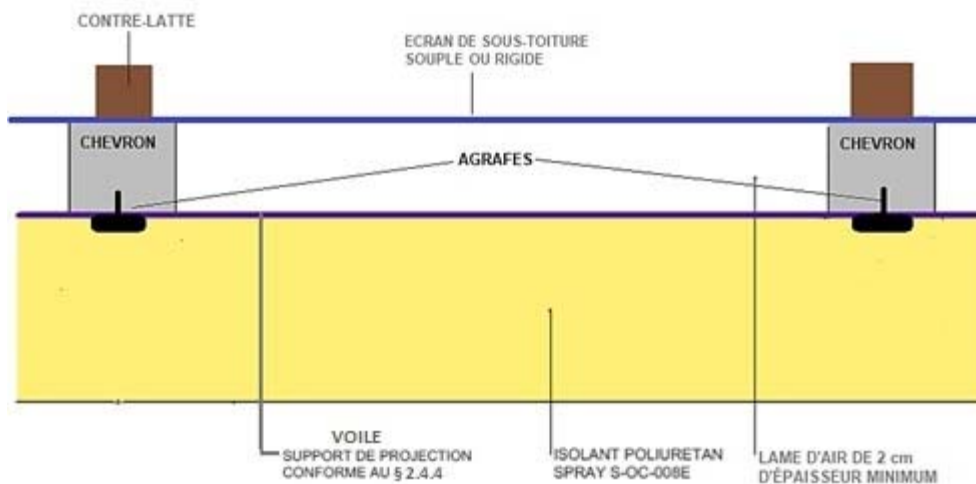 CONTRE-LATTE
ECRAN DE SOUS-TOITURE
SOUPLE OU RIGIDE
CHEVRON
CHEVRON
AGRAFES
VOILE
SUPPORT DE PROJECTION
CONFORME AU § 2.4.4
ISOLANT POLIURETAN
SPRAY S-OC-008E
LAME D'AIR DE 2 cm
D'ÉPAISSEUR MINIMUM